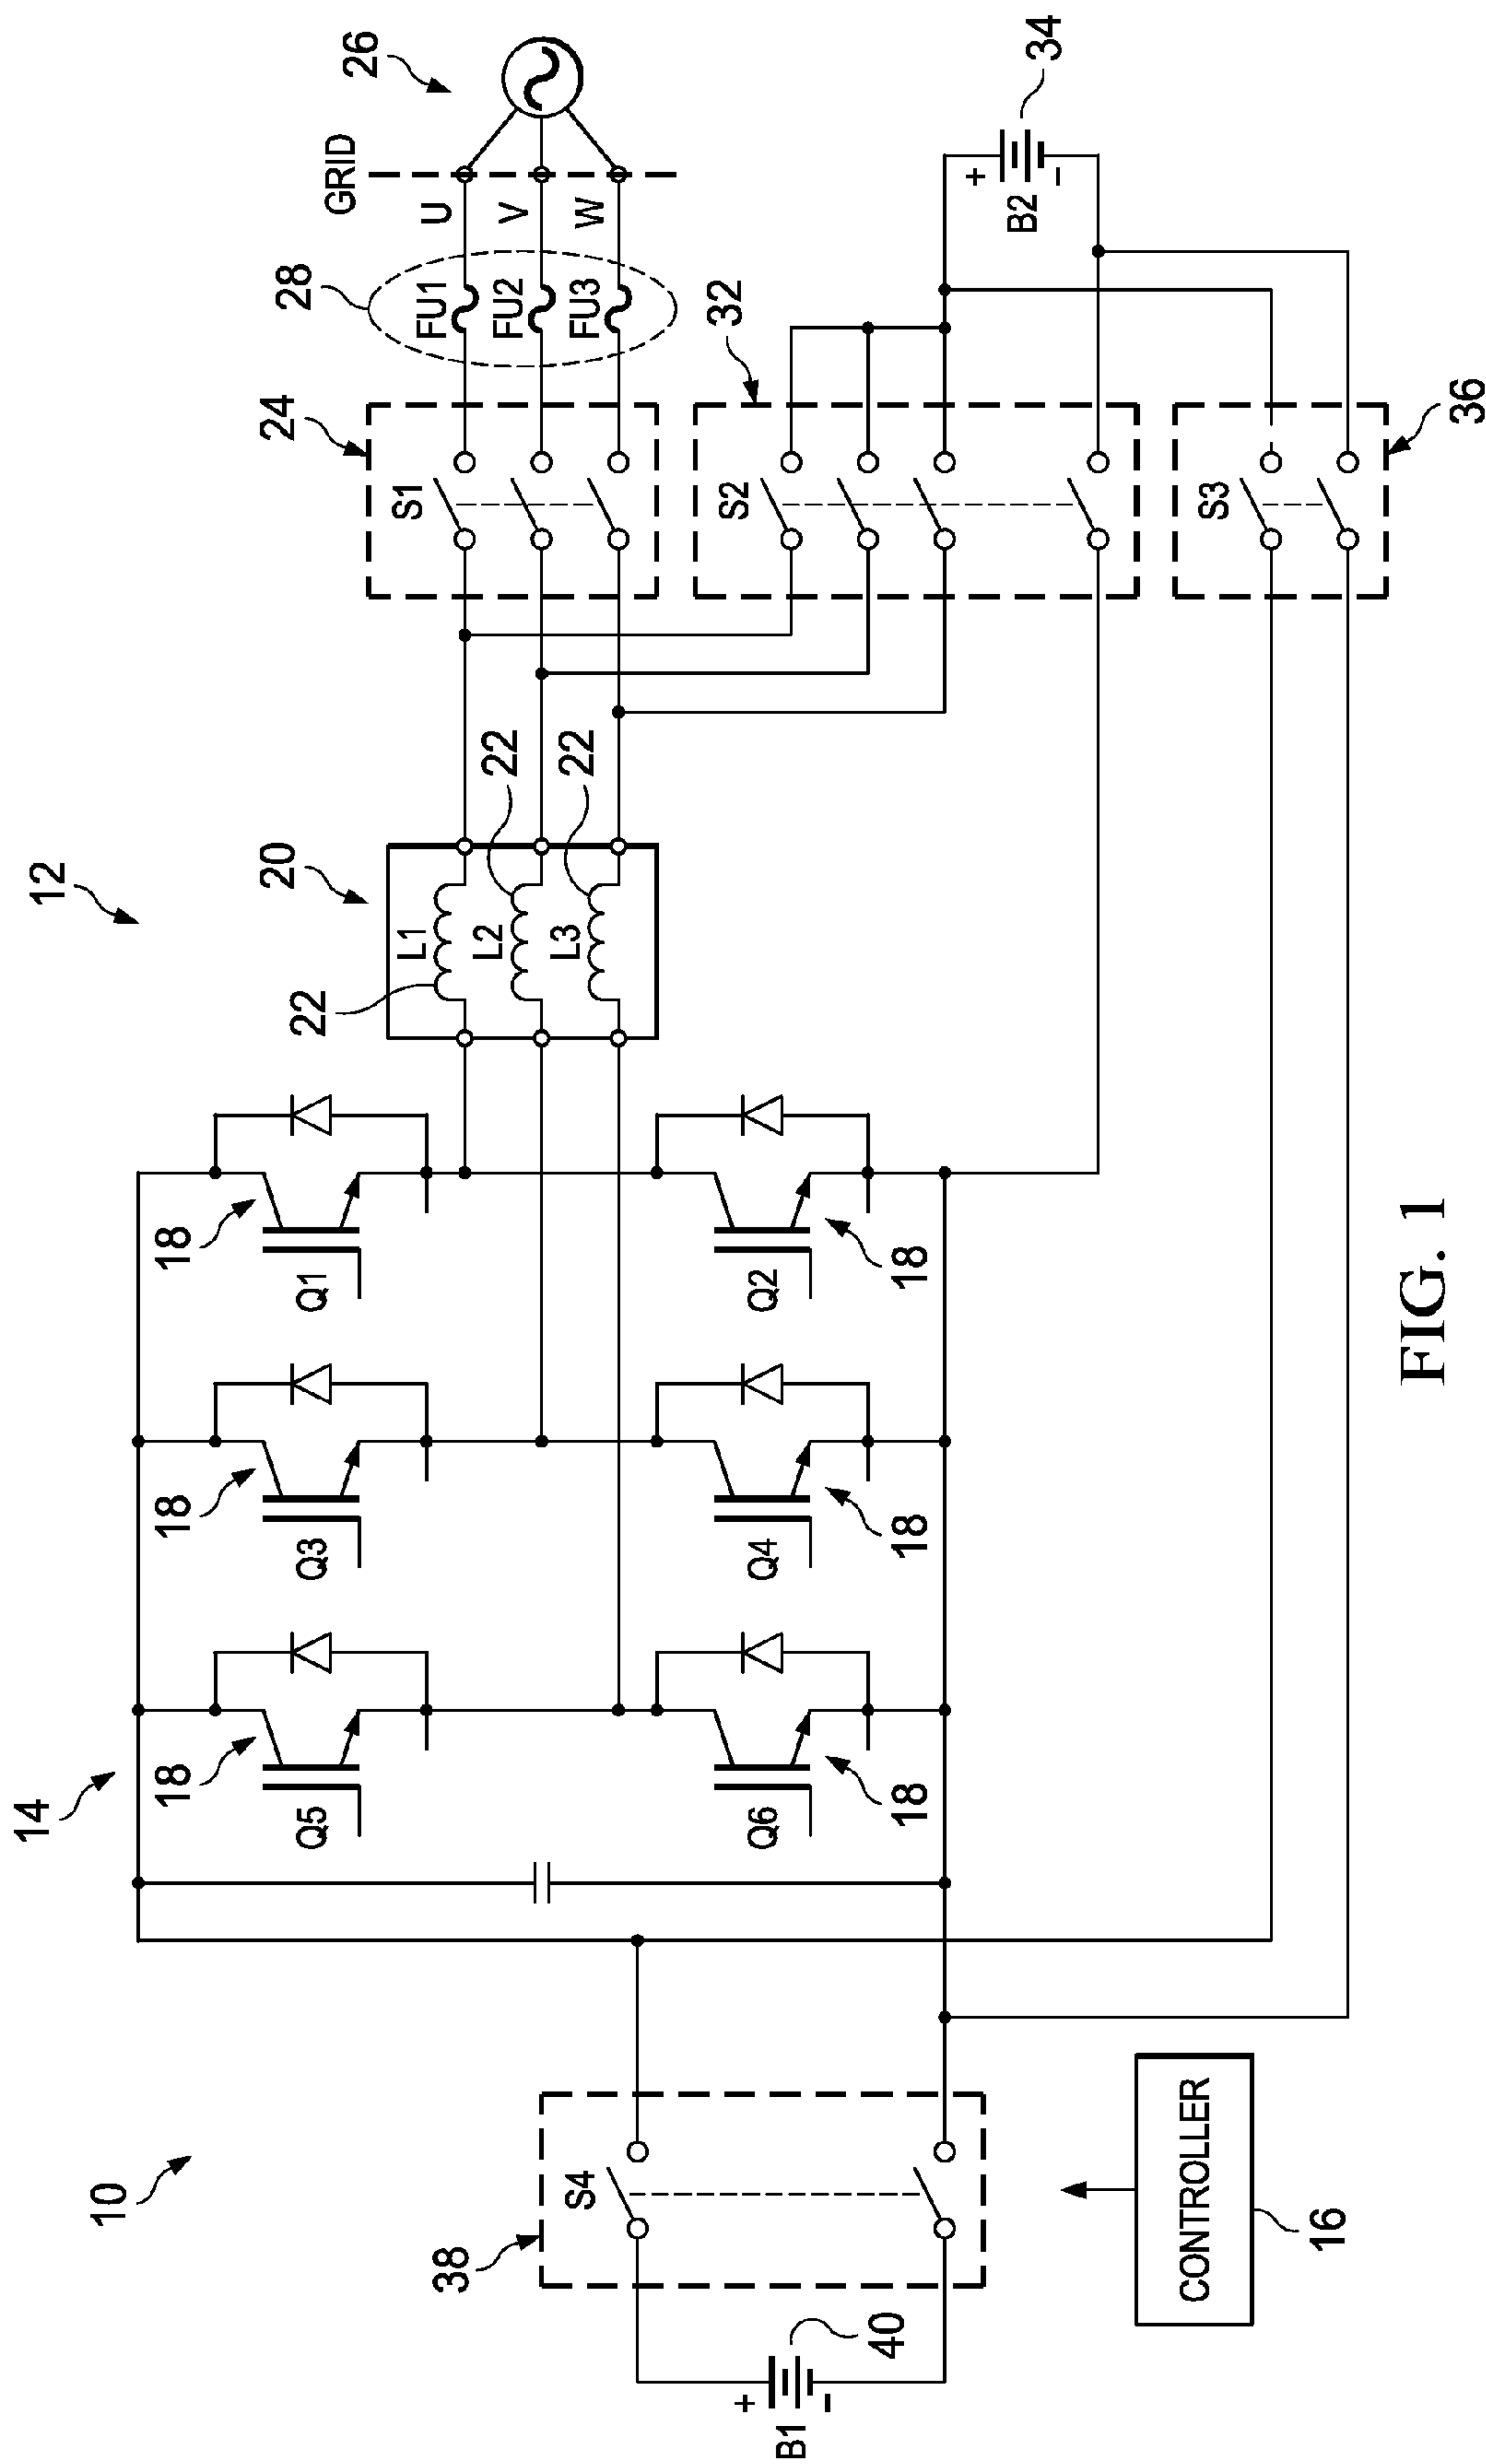 10
12
14
18
18
18
Q5
Q3
Q1
18
18
18
Q6
Q4
Q2
20
22
L1
L2
22
L3
22
24
S1
28
FU1
FU2
FU3
GRID
U
V
W
26
32
S2
+
B2
–
34
S3
36
38
S4
+
B1
–
40
CONTROLLER
16
FIG. 1